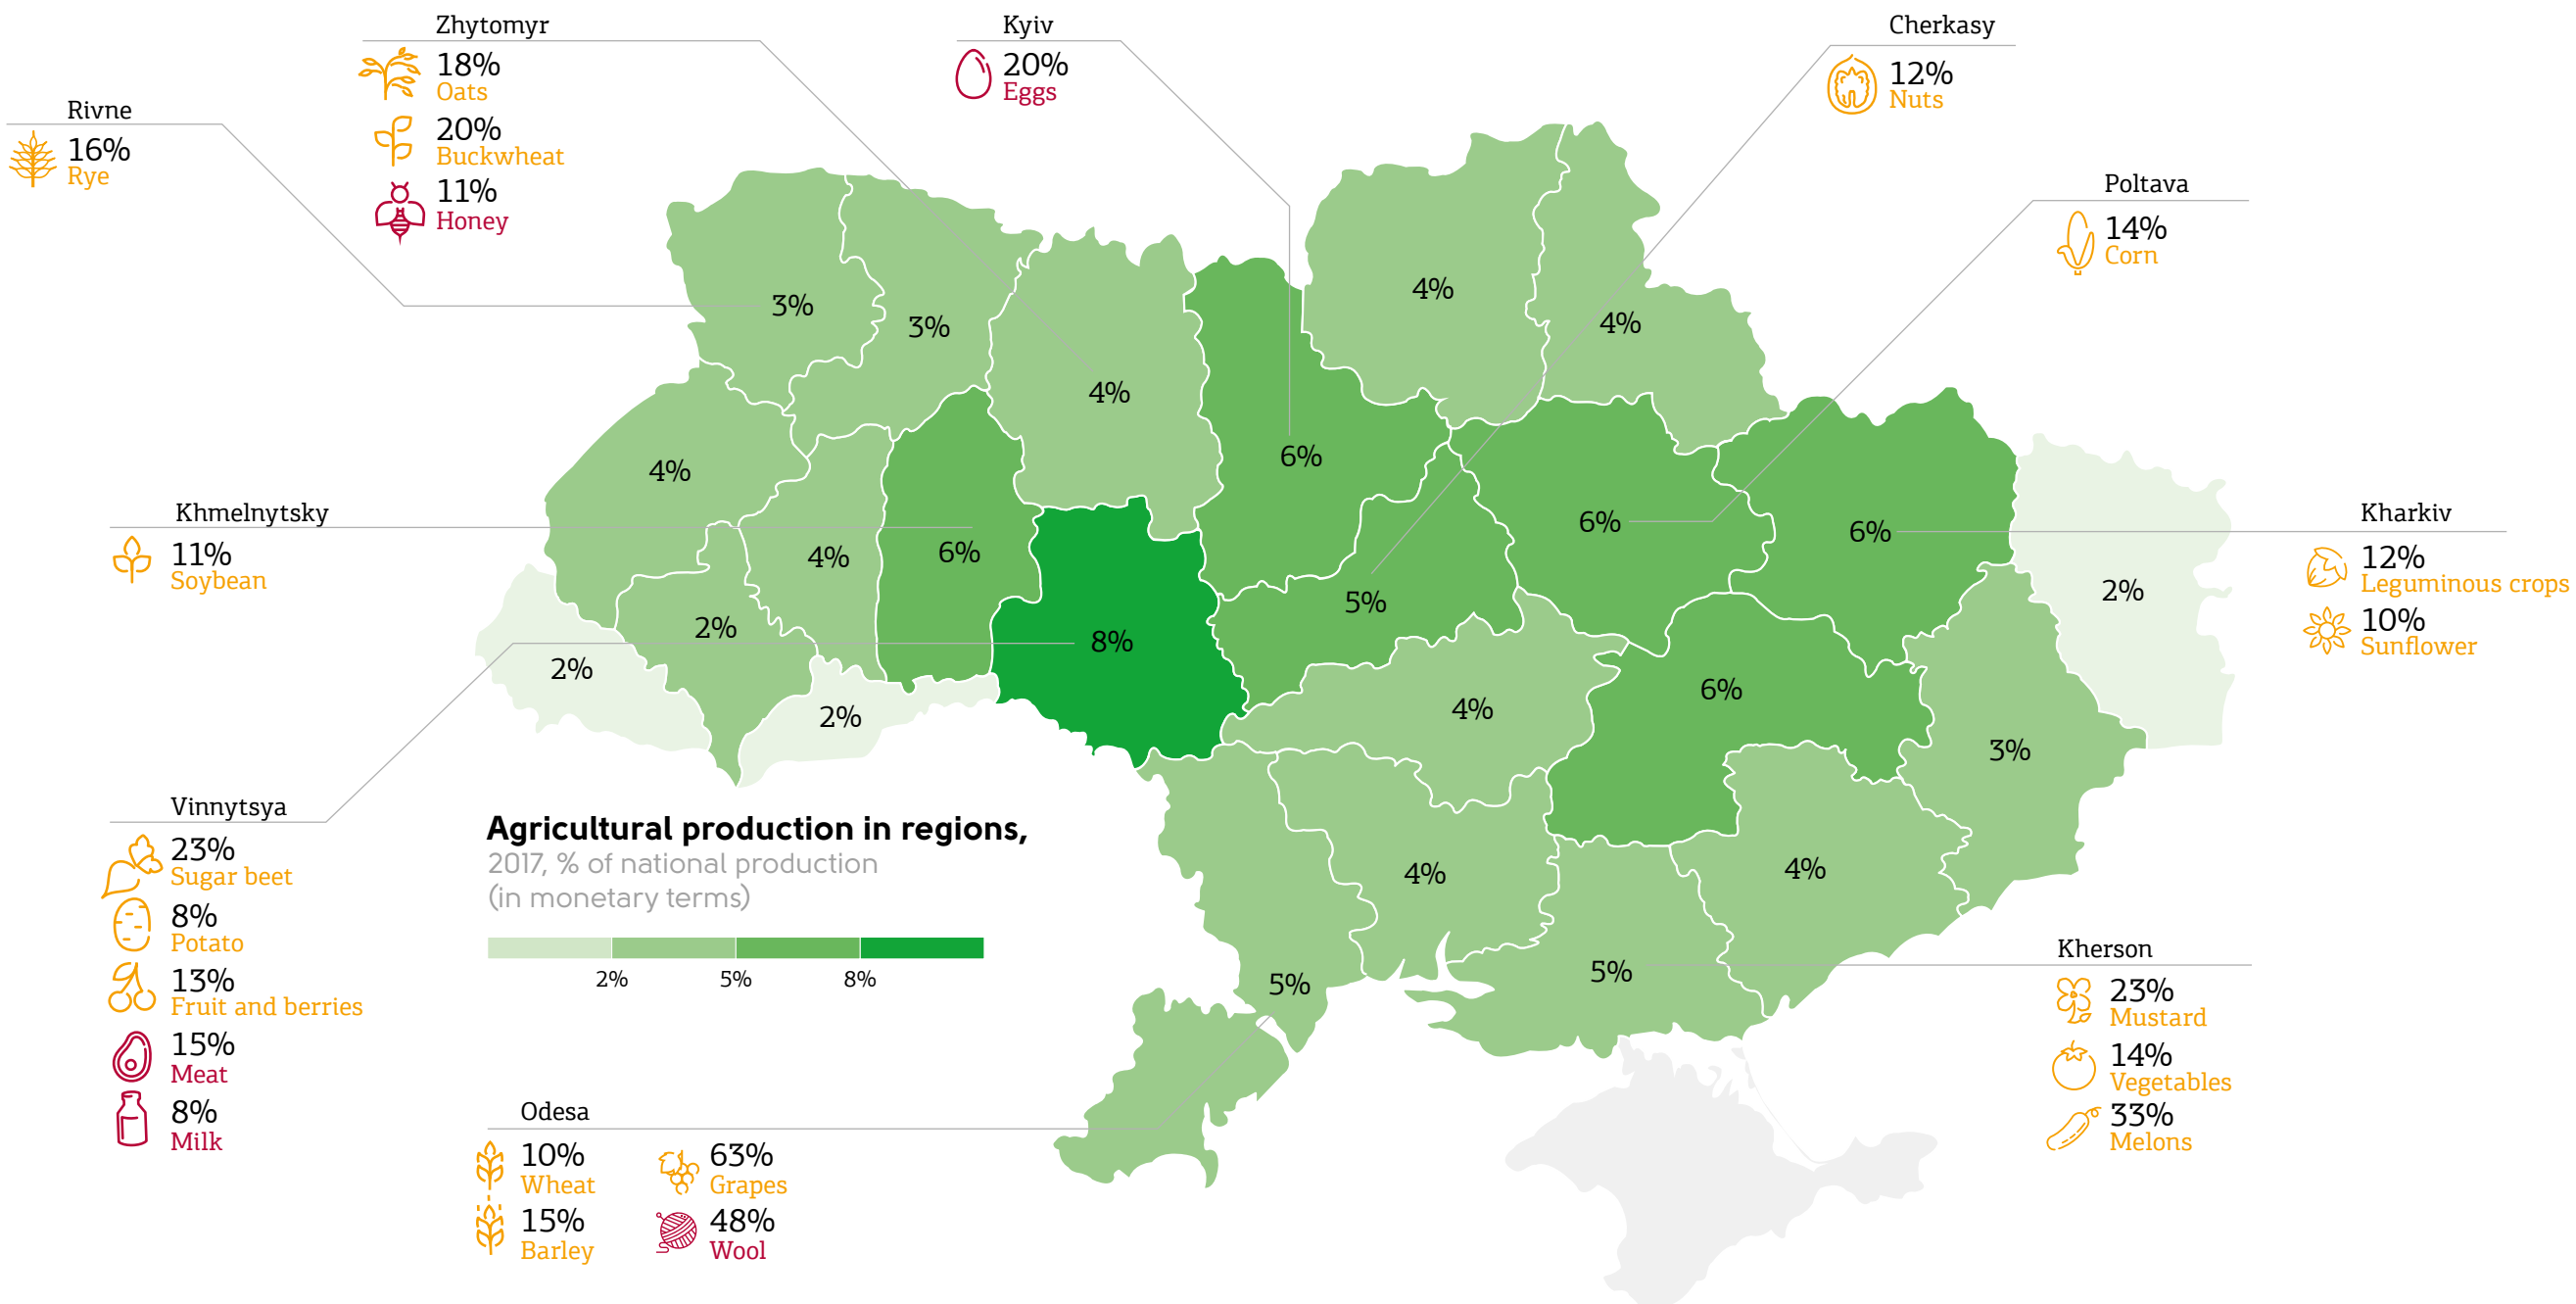 Zhytomyr
18%
Oats
20%
Buckwheat
11%
Honey
Kyiv
20%
Eggs
Cherkasy
12%
Nuts
Rivne
16%
Rye
Poltava
14%
Corn
Khmelnytsky
11%
Soybean
Kharkiv
12%
Leguminous crops
10%
Sunflower
3%
3%
4%
6%
4%
4%
4%
4%
6%
2%
2%
2%
8%
5%
6%
6%
2%
4%
6%
3%
5%
4%
5%
4%
Vinnytsya
23%
Sugar beet
8%
Potato
13%
Fruit and berries
15%
Meat
8%
Milk
Agricultural production in regions,
2017, % of national production
(in monetary terms)
2% 5% 8%
Odesa
10%
Wheat
15%
Barley
63%
Grapes
48%
Wool
Kherson
23%
Mustard
14%
Vegetables
33%
Melons